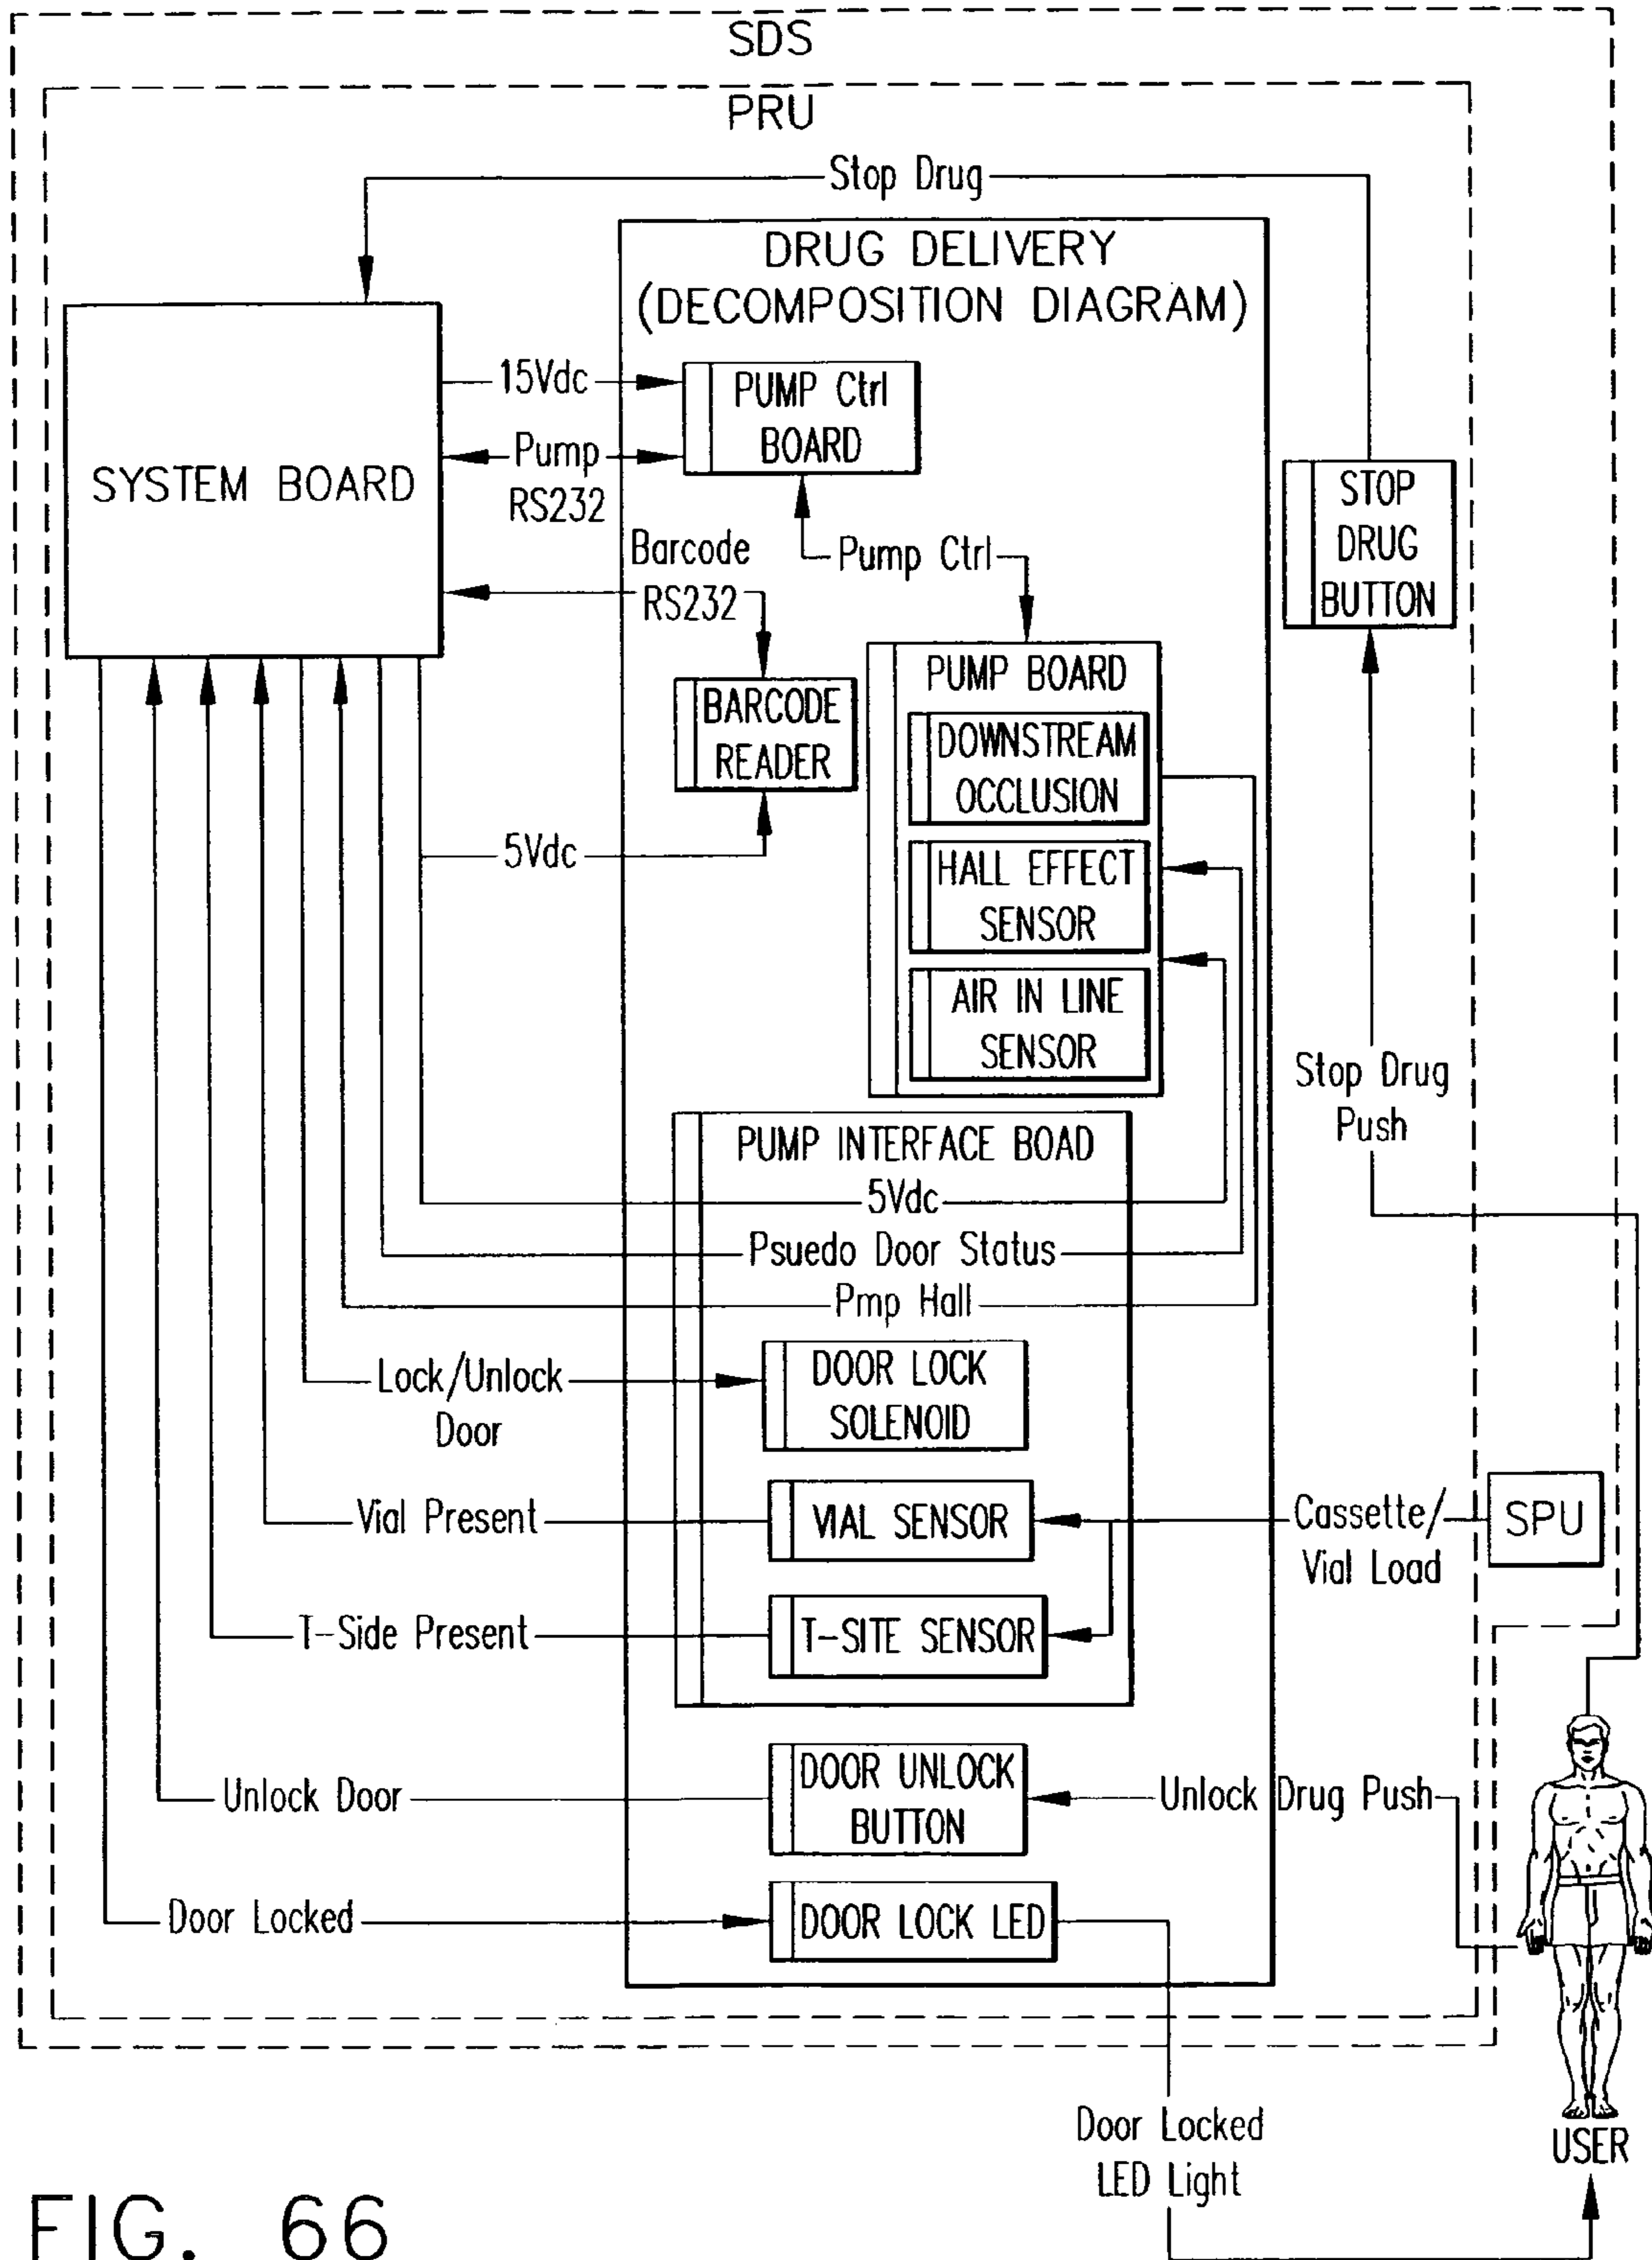 SDS
PRU
Stop Drug
DRUG DELIVERY
(DECOMPOSITION DIAGRAM)
SYSTEM BOARD
15Vdc
PUMP Ctrl
BOARD
Pump
RS232
STOP
DRUG
BUTTON
Barcode
RS232
Pump Ctrl
BARCODE
READER
PUMP BOARD
DOWNSTREAM
OCCLUSION
5Vdc
HALL EFFECT
SENSOR
AIR IN LINE
SENSOR
Stop Drug
Push
PUMP INTERFACE BOAD
5Vdc
Psuedo Door Status
Pmp Hall
Lock/Unlock
Door
DOOR LOCK
SOLENOID
Vial Present
VIAL SENSOR
Cassette/
Vial Load
SPU
T-Side Present
T-SITE SENSOR
Unlock Door
DOOR UNLOCK
BUTTON
Unlock Drug Push
Door Locked
DOOR LOCK LED
Door Locked
LED Light
USER
FIG. 66